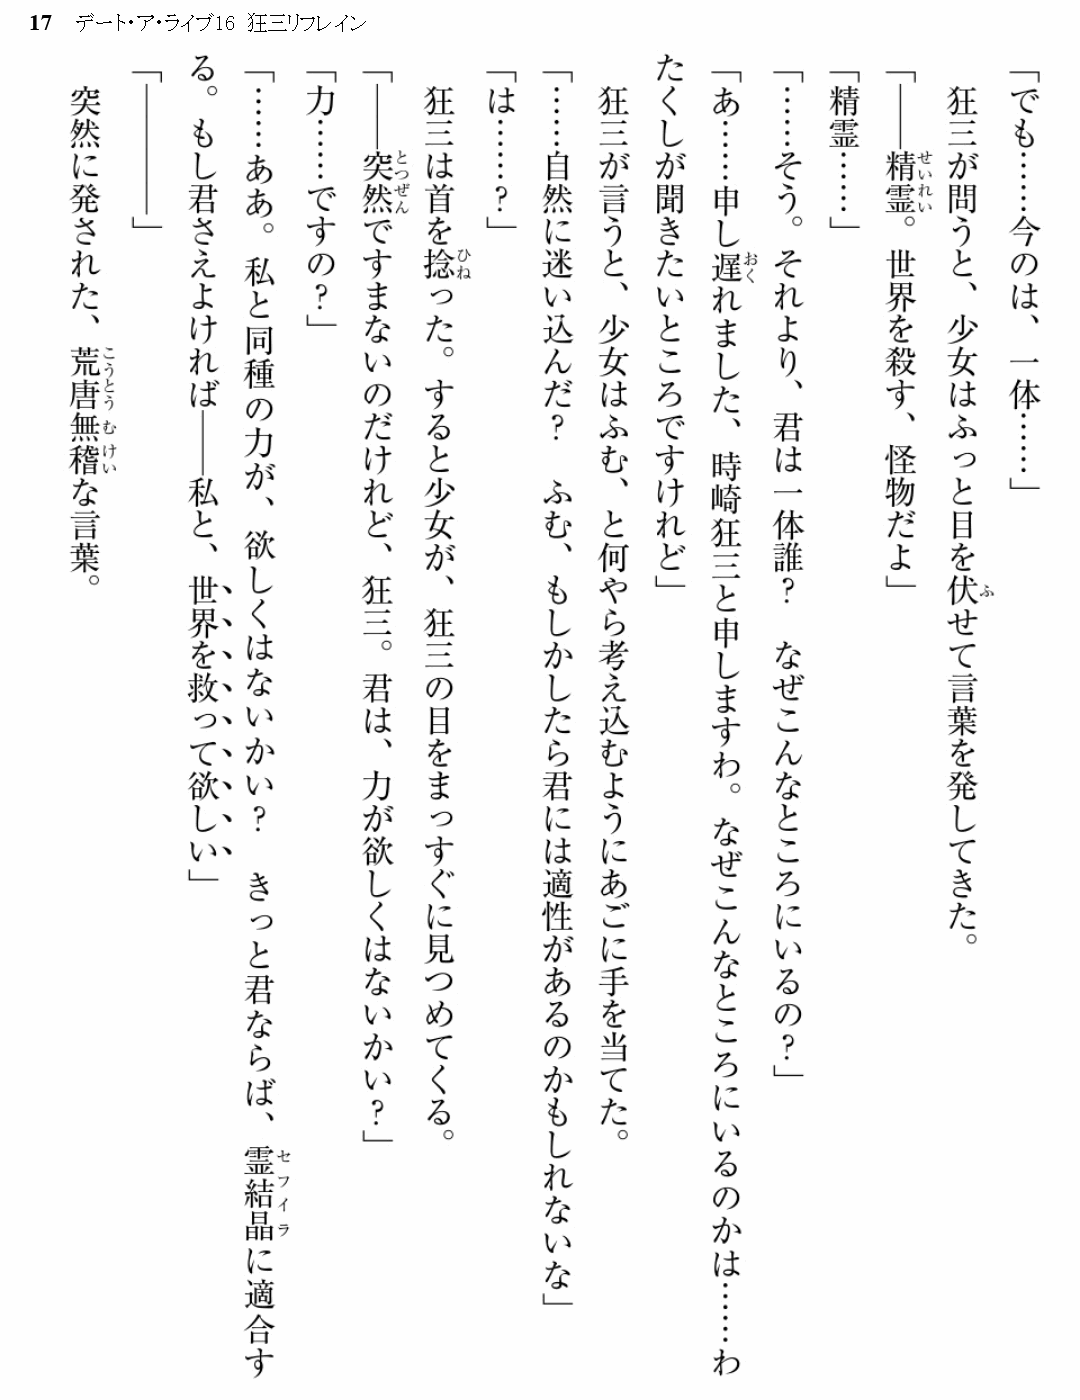 17 デート・ア・ライブ16 狂三リフレイン
「でも……今のは、一体……」
　狂三が問うと、少女はふっと目を伏せて言葉を発してきた。
「――精霊。世界を殺す、怪物だよ」
「精霊……」
「……そう。それより、君は一体誰？　なぜこんなところにいるの？」
「あ……申し遅れました、時崎狂三と申しますわ。なぜこんなところにいるのかは……わ
たくしが聞きたいところですけれど」
　狂三が言うと、少女はふむ、と何やら考え込むようにあごに手を当てた。
「……自然に迷い込んだ？　ふむ、もしかしたら君には適性があるのかもしれないな」
「は……？」
　狂三は首を捻った。すると少女が、狂三の目をまっすぐに見つめてくる。
「――突然ですまないのだけれど、狂三。君は、力が欲しくはないかい？」
「力……ですの？」
「……ああ。私と同種の力が、欲しくはないかい？　きっと君ならば、霊結晶に適合す
る。もし君さえよければ――私と、世界を救って欲しい」
「――――」
　突然に発された、荒唐無稽な言葉。